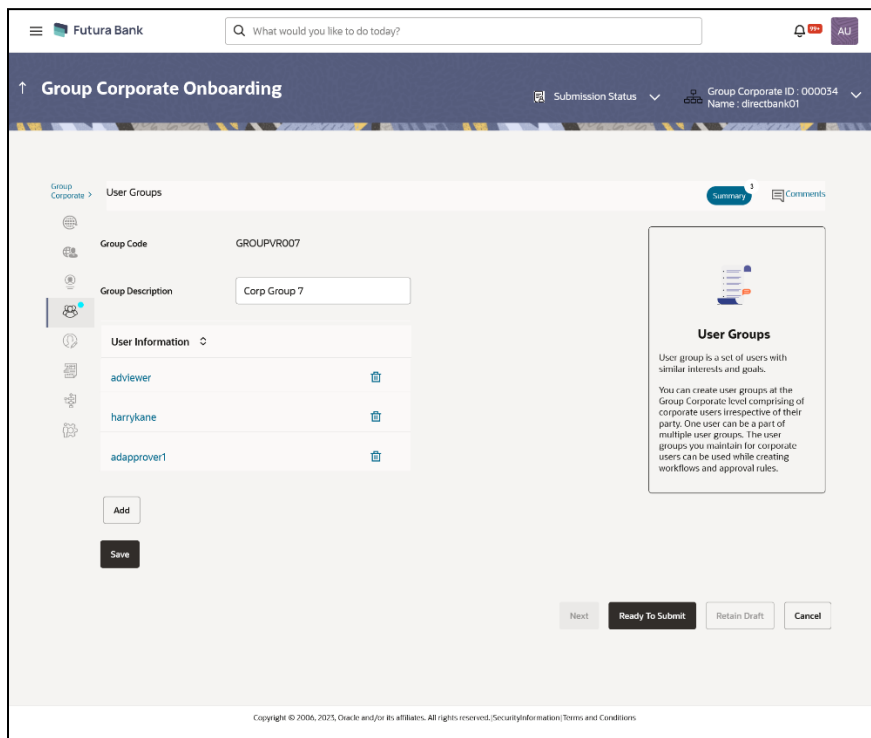 Futura Bank
What would you like to do today?
99+
AU
↑ Group Corporate Onboarding
Submission Status
Group Corporate ID : 000034
Name : directbank01
Group
Corporate >
User Groups
Summary
3
Comments
Group Code
GROUPVR007
Group Description
Corp Group 7
User Information
adviewer
harrykane
adapprover1
Add
Save
User Groups
User group is a set of users with
similar interests and goals.
You can create user groups at the
Group Corporate level comprising of
corporate users irrespective of their
party. One user can be a part of
multiple user groups. The user
groups you maintain for corporate
users can be used while creating
workflows and approval rules.
Next
Ready To Submit
Retain Draft
Cancel
Copyright © 2006, 2023, Oracle and/or its affiliates. All rights reserved.|SecurityInformation|Terms and Conditions